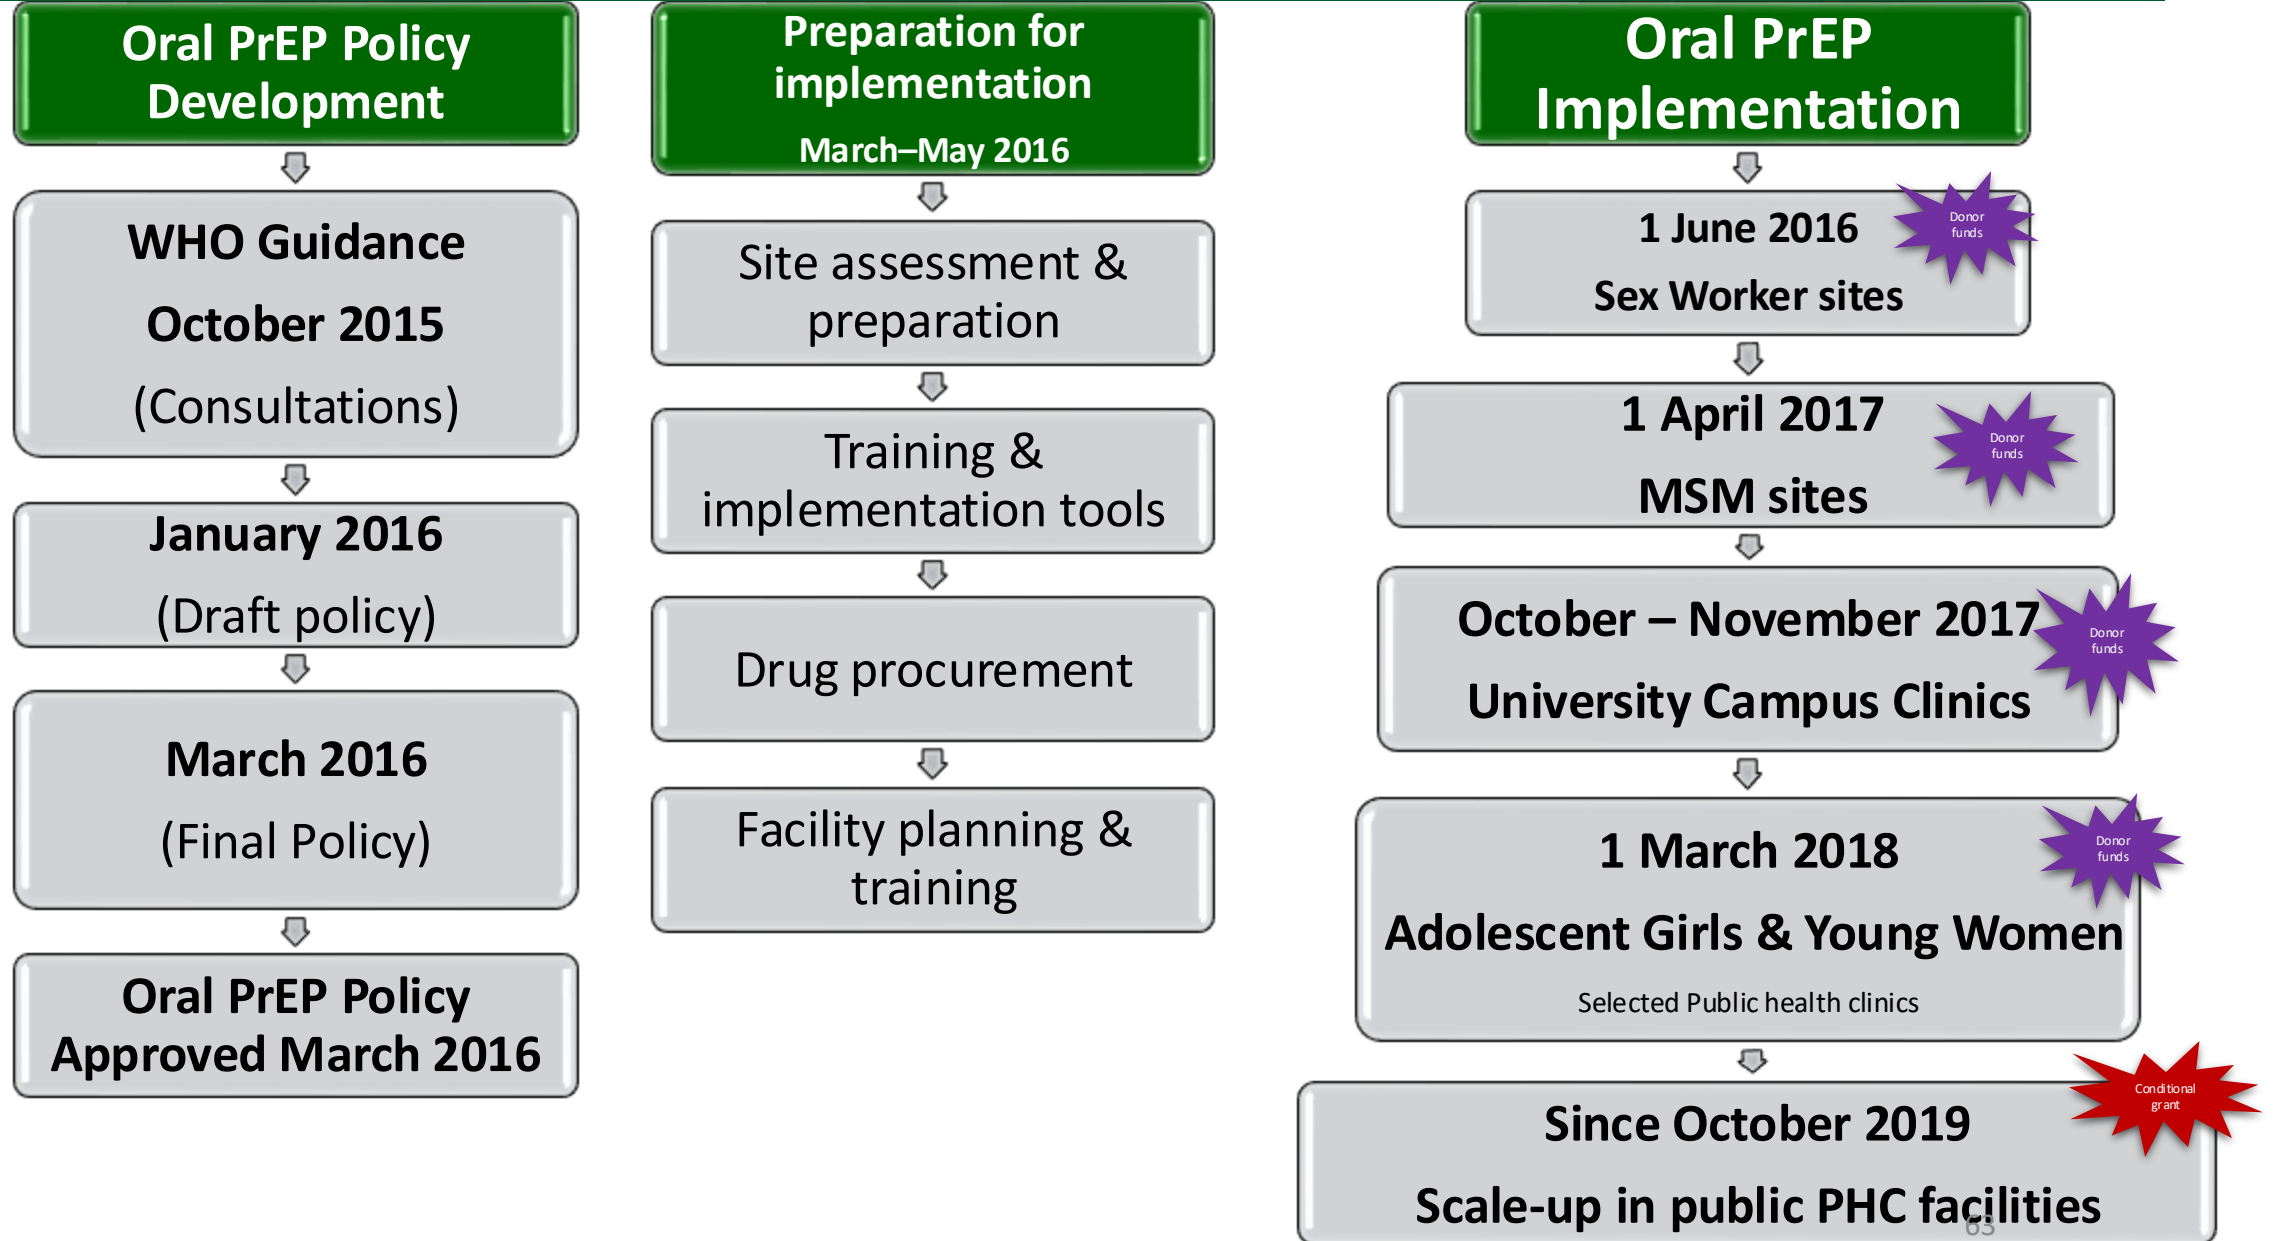 Oral PrEP Policy
Development
WHO Guidance
October 2015
(Consultations)
January 2016
(Draft policy)
March 2016
(Final Policy)
Oral PrEP Policy
Approved March 2016
Preparation for
implementation
March–May 2016
Site assessment &
preparation
Training &
implementation tools
Drug procurement
Facility planning &
training
Oral PrEP
Implementation
1 June 2016
Sex Worker sites
Donor
funds
1 April 2017
MSM sites
Donor
funds
October – November 2017
University Campus Clinics
Donor
funds
1 March 2018
Adolescent Girls & Young Women
Selected Public health clinics
Donor
funds
Since October 2019
Scale-up in public PHC facilities
Conditional
grant
63